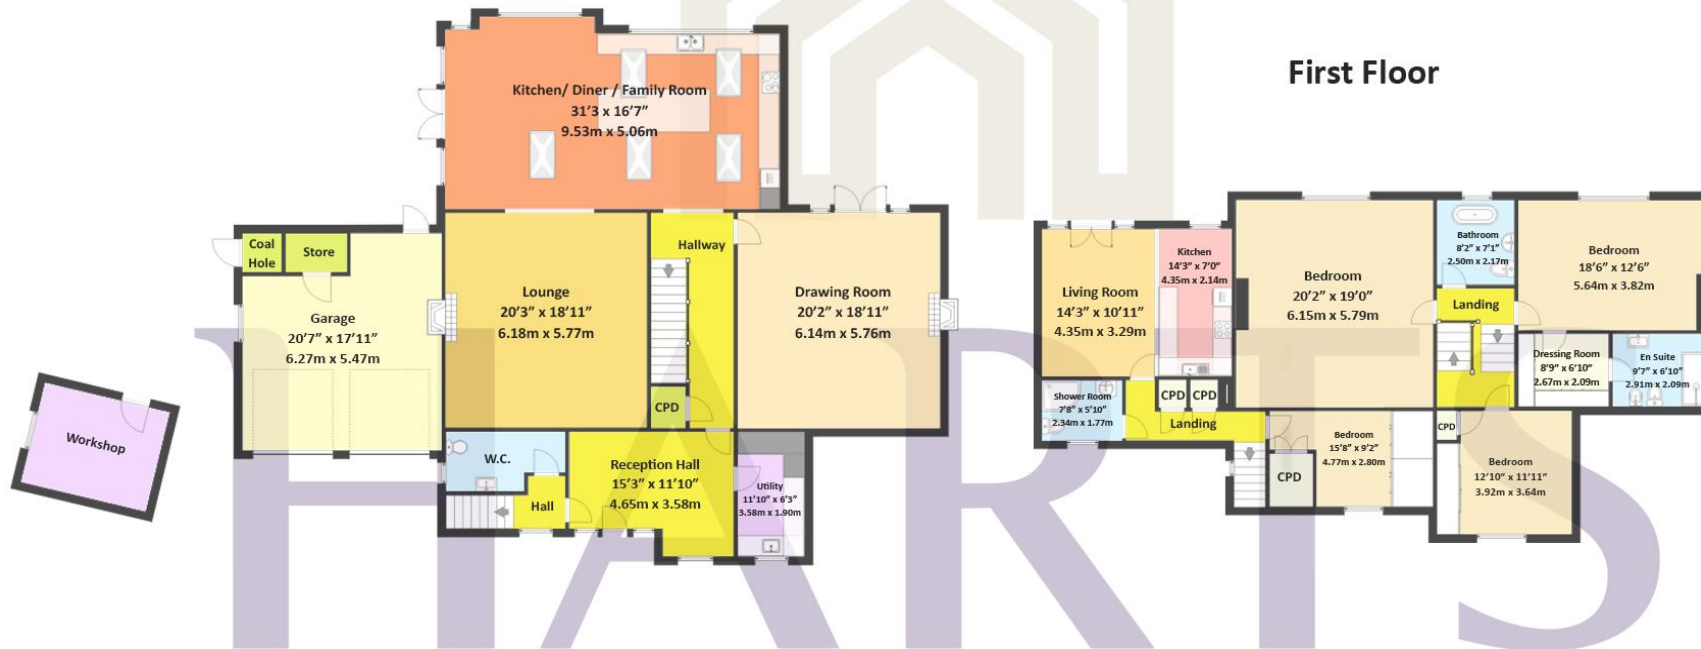 First Floor
Kitchen/ Diner / Family Room
31'3 x 16'7"
9.53m x 5.06m
Coal
Hole
Store
Garage
20'7" x 17'11"
6.27m x 5.47m
Workshop
Lounge
20'3" x 18'11"
6.18m x 5.77m
Hallway
CPD
Drawing Room
20'2" x 18'11"
6.14m x 5.76m
W.C.
Hall
Reception Hall
15'3" x 11'10"
4.65m x 3.58m
Utility
11'10" x 6'3"
3.58m x 1.90m
Living Room
14'3" x 10'11"
4.35m x 3.29m
Kitchen
14'3" x 7'0"
4.35m x 2.14m
Shower Room
7'8" x 5'10"
2.34m x 1.77m
CPD
CPD
Landing
Bedroom
20'2" x 19'0"
6.15m x 5.79m
Bathroom
8'2" x 7'1"
2.50m x 2.17m
Landing
Bedroom
18'6" x 12'6"
5.64m x 3.82m
Dressing Room
8'9" x 6'10"
2.67m x 2.09m
En Suite
9'7" x 6'10"
2.91m x 2.09m
Bedroom
15'8" x 9'2"
4.77m x 2.80m
CPD
CPD
Bedroom
12'10" x 11'11"
3.92m x 3.64m
HARTS